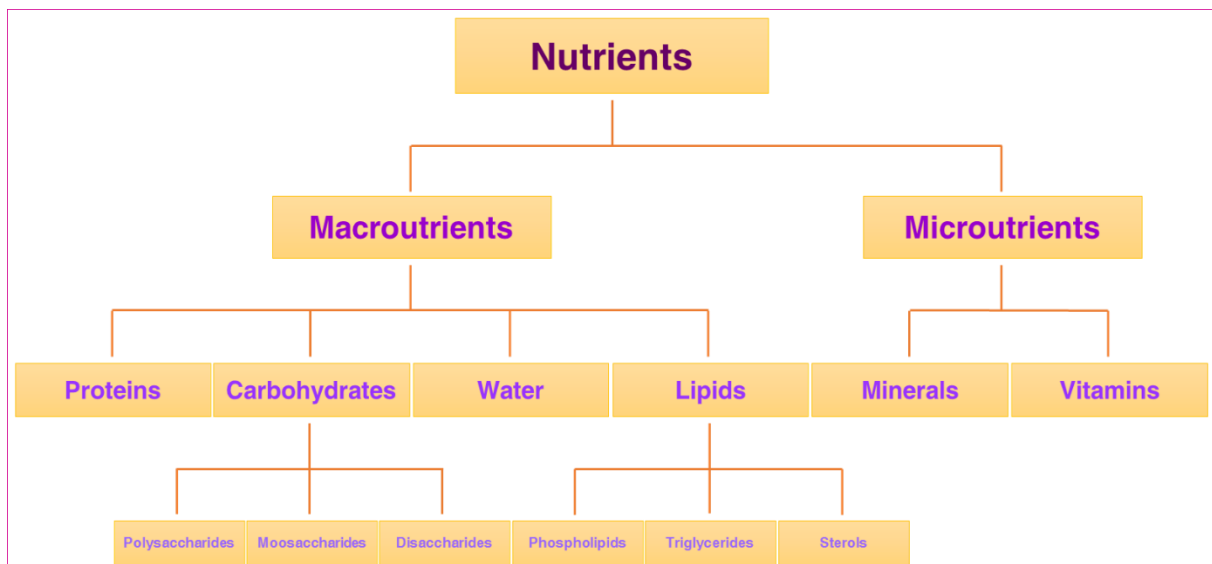 Nutrients
Macroutrients
Microutrients
Proteins
Carbohydrates
Water
Lipids
Minerals
Vitamins
Polysaccharides
Moosaccharides
Disaccharides
Phospholipids
Triglycerides
Sterols